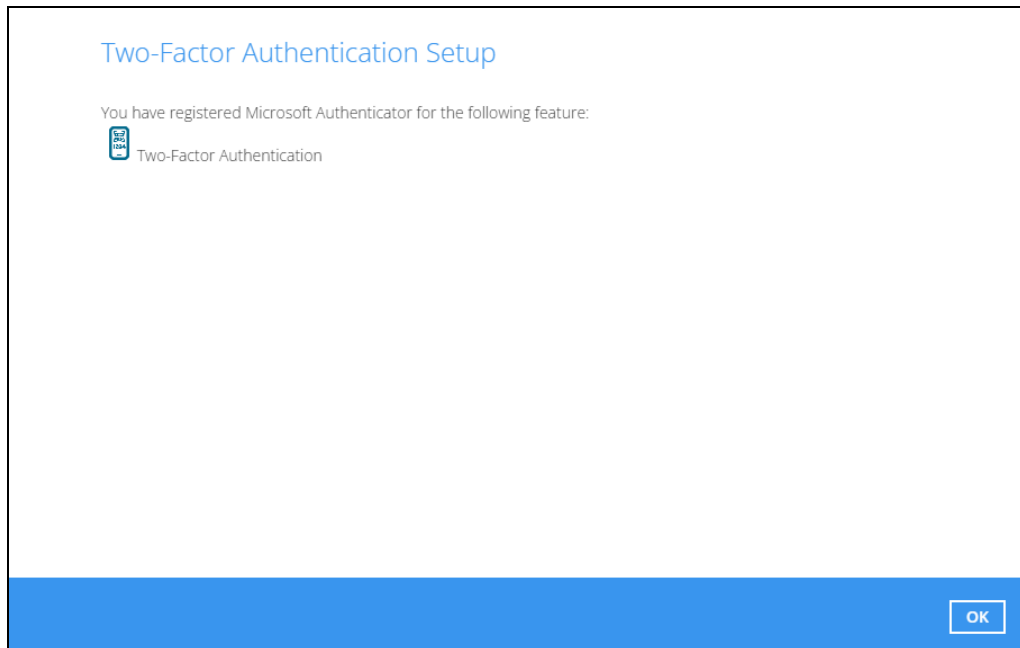 Two-Factor Authentication Setup
You have registered Microsoft Authenticator for the following feature:
1234
Two-Factor Authentication
OK